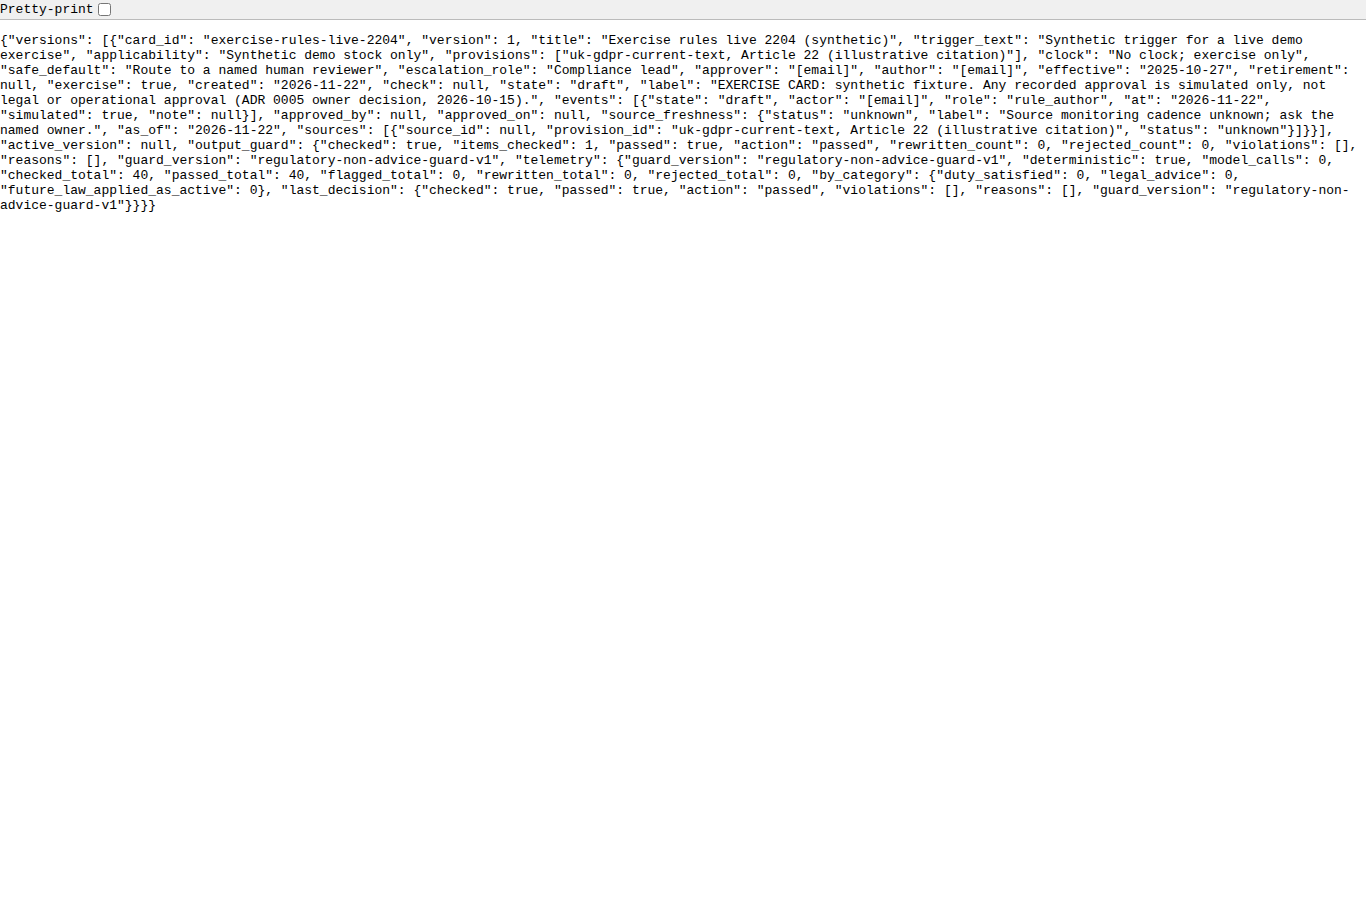 Pretty-print
{"versions": [{"card_id": "exercise-rules-live-2204", "version": 1, "title": "Exercise rules live 2204 (synthetic)", "trigger_text": "Synthetic trigger for a live demo
exercise", "applicability": "Synthetic demo stock only", "provisions": ["uk-gdpr-current-text, Article 22 (illustrative citation)"], "clock": "No clock; exercise only",
"safe_default": "Route to a named human reviewer", "escalation_role": "Compliance lead", "approver": "[email]", "author": "[email]", "effective": "2025-10-27", "retirement":
null, "exercise": true, "created": "2026-11-22", "check": null, "state": "draft", "label": "EXERCISE CARD: synthetic fixture. Any recorded approval is simulated only, not
legal or operational approval (ADR 0005 owner decision, 2026-10-15).", "events": [{"state": "draft", "actor": "[email]", "role": "rule_author", "at": "2026-11-22",
"simulated": true, "note": null}], "approved_by": null, "approved_on": null, "source_freshness": {"status": "unknown", "label": "Source monitoring cadence unknown; ask the
named owner.", "as_of": "2026-11-22", "sources": [{"source_id": null, "provision_id": "uk-gdpr-current-text, Article 22 (illustrative citation)", "status": "unknown"}]}}],
"active_version": null, "output_guard": {"checked": true, "items_checked": 1, "passed": true, "action": "passed", "rewritten_count": 0, "rejected_count": 0, "violations": [],
"reasons": [], "guard_version": "regulatory-non-advice-guard-v1", "telemetry": {"guard_version": "regulatory-non-advice-guard-v1", "deterministic": true, "model_calls": 0,
"checked_total": 40, "passed_total": 40, "flagged_total": 0, "rewritten_total": 0, "rejected_total": 0, "by_category": {"duty_satisfied": 0, "legal_advice": 0,
"future_law_applied_as_active": 0}, "last_decision": {"checked": true, "passed": true, "action": "passed", "violations": [], "reasons": [], "guard_version": "regulatory-non-
advice-guard-v1"}}}}